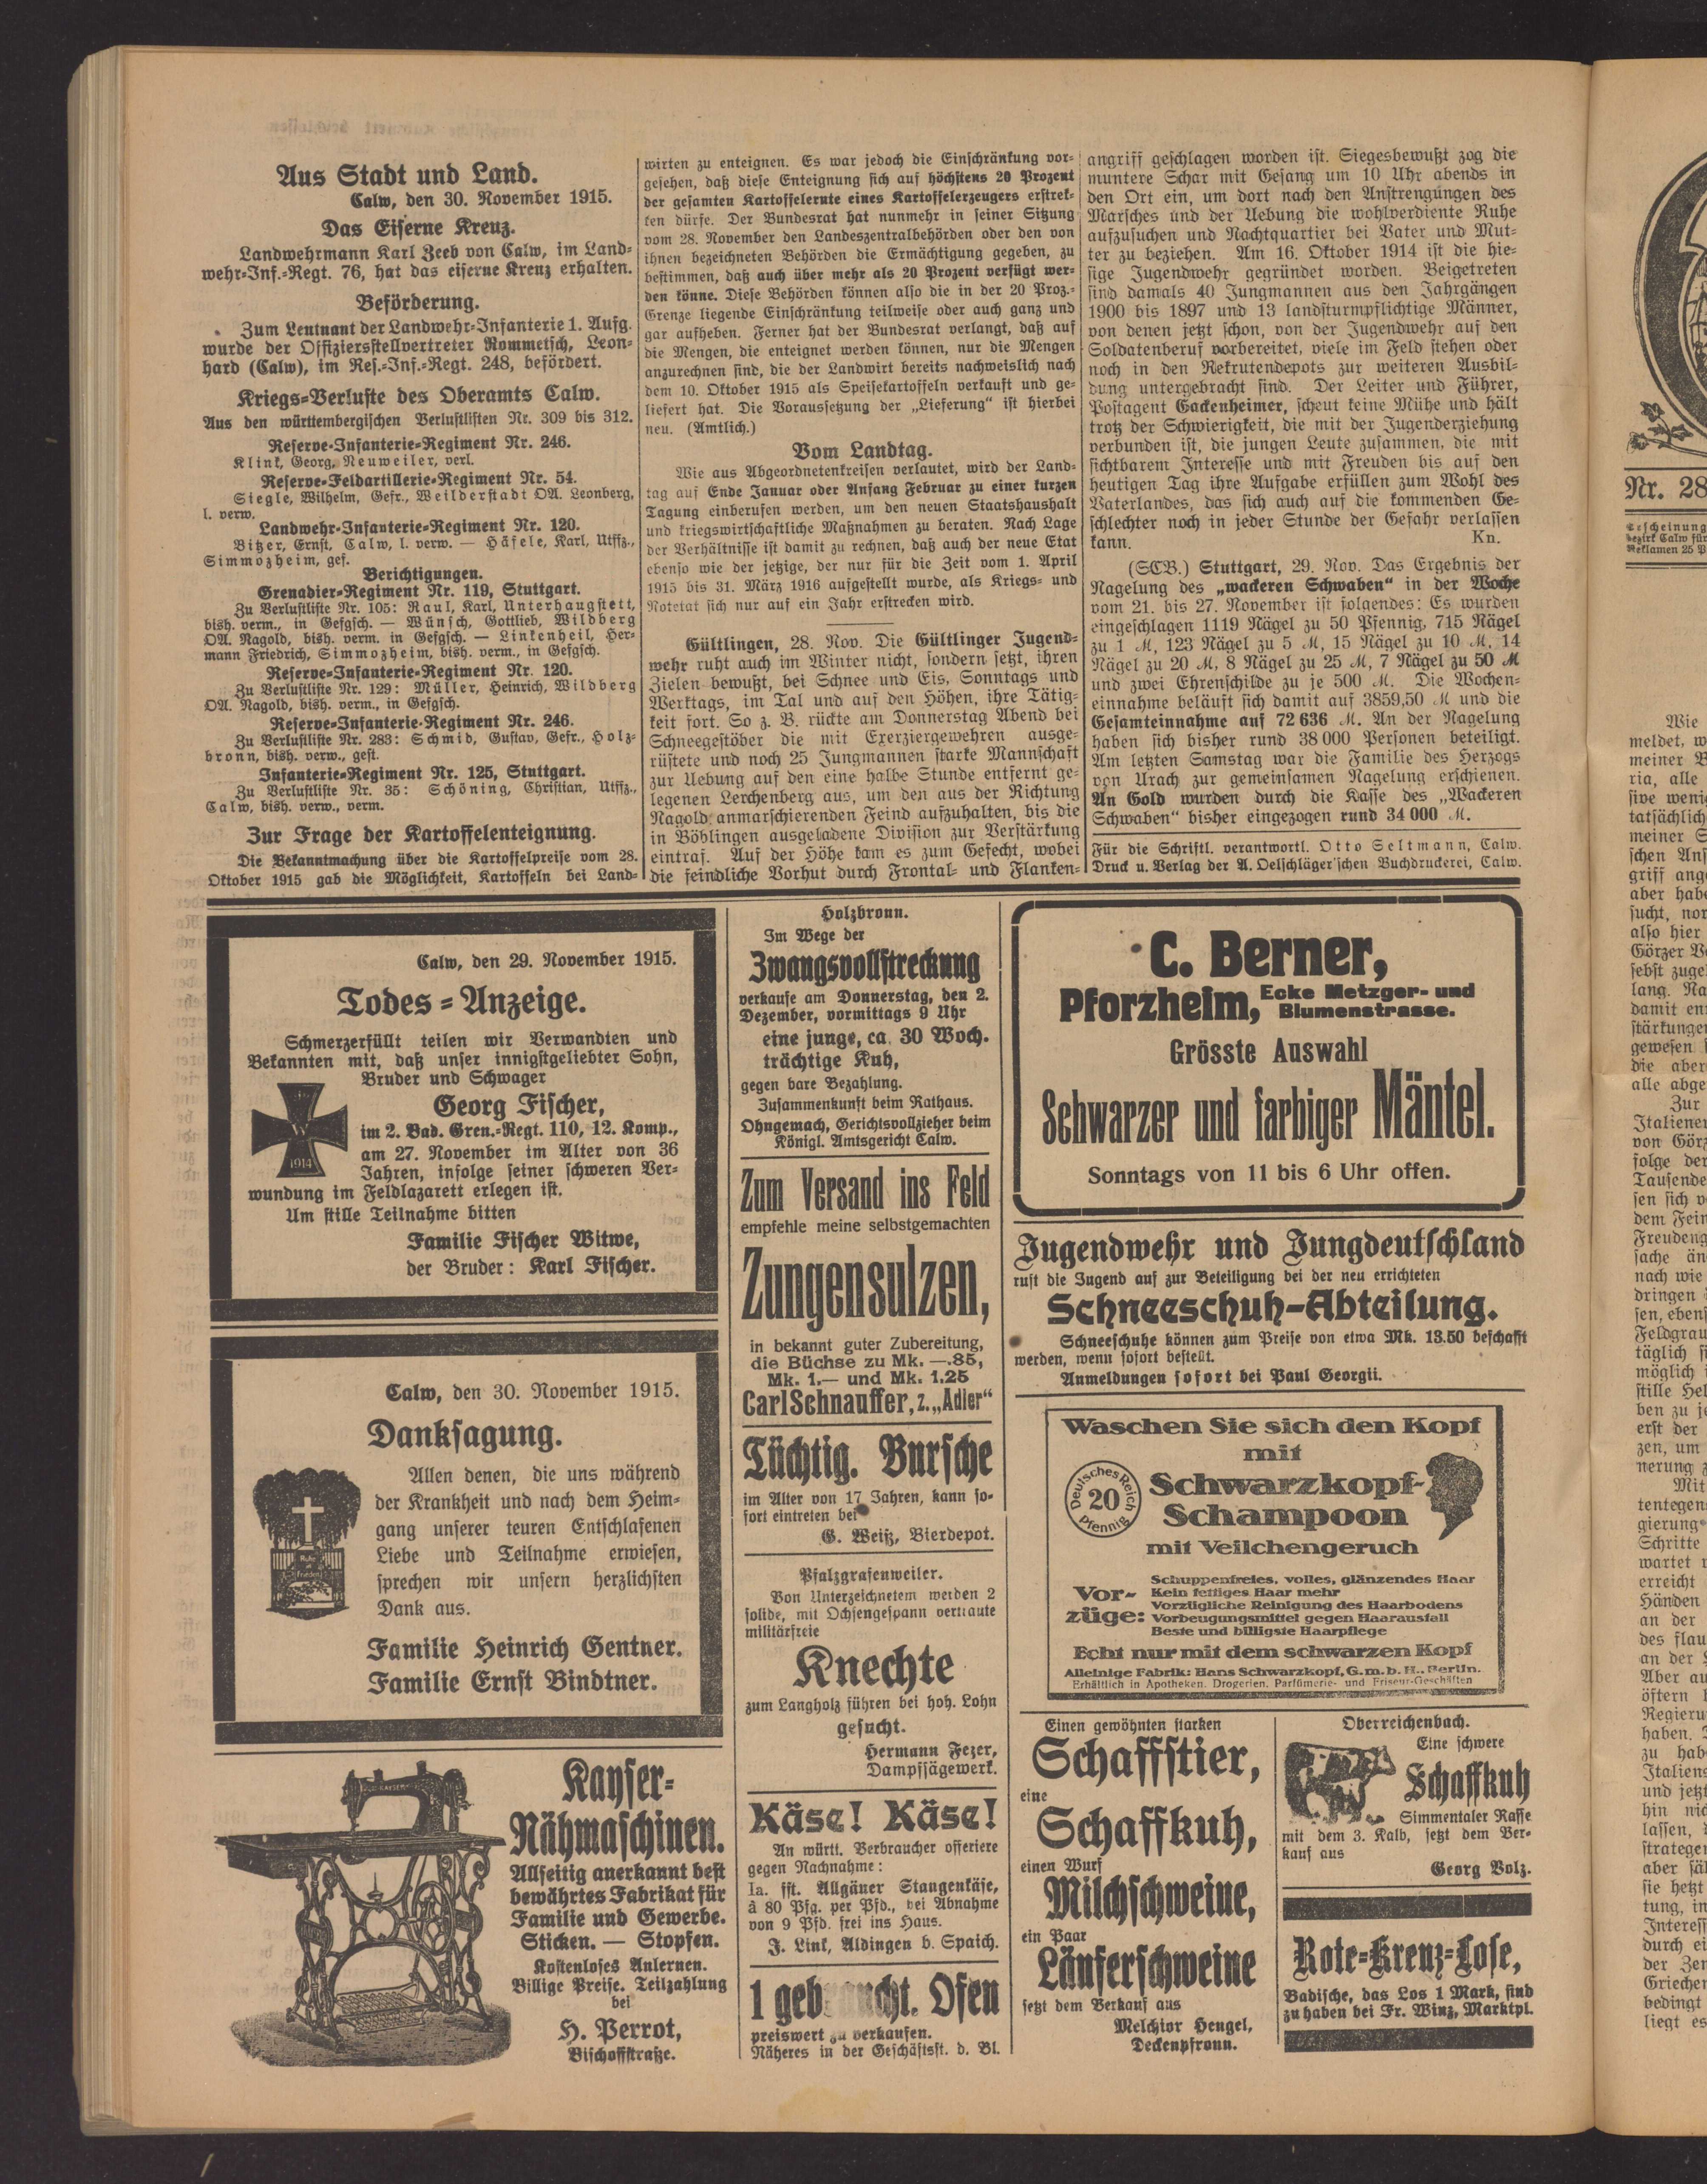 Aus Stadt und Land.
Calw, den 30. November 1915.
Das Eiserne Kreuz.
Landwehrmann Karl Zeeb von Calw, im Land-
wehr-Inf.-Regt. 76, hat das eiserne Kreuz erhalten.
Beförderung.
Zum Leutnant der Landwehr-Infanterie 1. Aufg.
wurde der Offiziersstellvertreter Rommetsch, Leon-
hard (Calw), im Res.-Inf.-Regt. 248, befördert.
Kriegs-Verluste des Oberamts Calw.
Aus den württembergischen Verlustlisten Nr. 309 bis 312.
Reserve-Infanterie-Regiment Nr. 246.
Klink, Georg, Neuweiler, verl.
Reserve-Feldartillerie-Regiment Nr. 54.
Siegle, Wilhelm, Gefr., Weilderstadt OA. Leonberg,
l. verw.
Landwehr-Infanterie-Regiment Nr. 120.
Bitzer, Ernst, Calw, l. verw. — Häfele, Karl, Utffz.,
Simmozheim, gef.
Berichtigungen.
Grenadier-Regiment Nr. 119, Stuttgart.
Zu Verlustliste Nr. 105: Raul, Karl, Unterhaugstett,
bish. verm., in Gefgsch. — Wünsch, Gottlieb, Wildberg
OA. Nagold, bish. verm. in Gefgsch. — Linkenheil, Her-
mann Friedrich, Simmozheim, bish. verm., in Gefgsch.
Reserve-Infanterie-Regiment Nr. 120.
Zu Verlustliste Nr. 129: Müller, Heinrich, Wildberg
OA. Nagold, bish. verm., in Gefgsch.
Reserve-Infanterie-Regiment Nr. 246.
Zu Verlustliste Nr. 283: Schmid, Gustav, Gefr., Holz-
bronn, bish. verw., gest.
Infanterie-Regiment Nr. 125, Stuttgart.
Zu Verlustliste Nr. 35: Schöning, Christian, Utffz.,
Calw, bish. verw., verm.
Zur Frage der Kartoffelenteignung.
Die Bekanntmachung über die Kartoffelpreise vom 28.
Oktober 1915 gab die Möglichkeit, Kartoffeln bei Land-
wirten zu enteignen. Es war jedoch die Einschränkung vor-
gesehen, daß diese Enteignung sich auf höchstens 20 Prozent
der gesamten Kartoffelernte eines Kartoffelerzeugers erstrek-
ken dürfe. Der Bundesrat hat nunmehr in seiner Sitzung
vom 28. November den Landeszentralbehörden oder den von
ihnen bezeichneten Behörden die Ermächtigung gegeben, zu
bestimmen, daß auch über mehr als 20 Prozent verfügt wer-
den könne. Diese Behörden können also die in der 20 Proz.-
Grenze liegende Einschränkung teilweise oder auch ganz und
gar aufheben. Ferner hat der Bundesrat verlangt, daß auf
die Mengen, die enteignet werden können, nur die Mengen
anzurechnen sind, die der Landwirt bereits nachweislich nach
dem 10. Oktober 1915 als Speisekartoffeln verkauft und ge-
liefert hat. Die Voraussetzung der „Lieferung“ ist hierbei
neu. (Amtlich.)
Vom Landtag.
Wie aus Abgeordnetenkreisen verlautet, wird der Land-
tag auf Ende Januar oder Anfang Februar zu einer kurzen
Tagung einberufen werden, um den neuen Staatshaushalt
und kriegswirtschaftliche Maßnahmen zu beraten. Nach Lage
der Verhältnisse ist damit zu rechnen, daß auch der neue Etat
ebenso wie der jetzige, der nur für die Zeit vom 1. April
1915 bis 31. März 1916 aufgestellt wurde, als Kriegs- und
Notetat sich nur auf ein Jahr erstrecken wird.
Gültlingen, 28. Nov. Die Gültlinger Jugend-
wehr ruht auch im Winter nicht, sondern setzt, ihren
Zielen bewußt, bei Schnee und Eis, Sonntags und
Werktags, im Tal und auf den Höhen, ihre Tätig-
keit fort. So z. B. rückte am Donnerstag Abend bei
Schneegestöber die mit Exerziergewehren ausge-
rüstete und noch 25 Jungmannen starke Mannschaft
zur Uebung auf den eine halbe Stunde entfernt ge-
legenen Lerchenberg aus, um den aus der Richtung
Nagold anmarschierenden Feind aufzuhalten, bis die
in Böblingen ausgeladene Division zur Verstärkung
eintraf. Auf der Höhe kam es zum Gefecht, wobei
die feindliche Vorhut durch Frontal- und Flanken-
angriff geschlagen worden ist. Siegesbewußt zog die
muntere Schar mit Gesang um 10 Uhr abends in
den Ort ein, um dort nach den Anstrengungen des
Marsches und der Uebung die wohlverdiente Ruhe
aufzusuchen und Nachtquartier bei Vater und Mut-
ter zu beziehen. Am 16. Oktober 1914 ist die hie-
sige Jugendwehr gegründet worden. Beigetreten
sind damals 40 Jungmannen aus den Jahrgängen
1900 bis 1897 und 13 landsturmpflichtige Männer,
von denen jetzt schon, von der Jugendwehr auf den
Soldatenberuf vorbereitet, viele im Feld stehen oder
noch in den Rekrutendepots zur weiteren Ausbil-
dung untergebracht sind. Der Leiter und Führer,
Postagent Gackenheimer, scheut keine Mühe und hält
trotz der Schwierigkeit, die mit der Jugenderziehung
verbunden ist, die jungen Leute zusammen, die mit
sichtbarem Interesse und mit Freuden bis auf den
heutigen Tag ihre Aufgabe erfüllen zum Wohl des
Vaterlandes, das sich auch auf die kommenden Ge-
schlechter noch in jeder Stunde der Gefahr verlassen
kann. Kn.
(SCB.) Stuttgart, 29. Nov. Das Ergebnis der
Nagelung des „wackeren Schwaben“ in der Woche
vom 21. bis 27. November ist folgendes: Es wurden
eingeschlagen 1119 Nägel zu 50 Pfennig, 715 Nägel
zu 1 M, 123 Nägel zu 5 M, 15 Nägel zu 10 M, 14
Nägel zu 20 M, 8 Nägel zu 25 M, 7 Nägel zu 50 M
und zwei Ehrenschilde zu je 500 M. Die Wochen-
einnahme beläuft sich damit auf 3859,50 M und die
Gesamteinnahme auf 72 636 M. An der Nagelung
haben sich bisher rund 38 000 Personen beteiligt.
Am letzten Samstag war die Familie des Herzogs
von Urach zur gemeinsamen Nagelung erschienen.
An Gold wurden durch die Kasse des „Wackeren
Schwaben“ bisher eingezogen rund 34 000 M.
Für die Schriftl. verantwortl. Otto Seltmann, Calw.
Druck u. Verlag der A. Oelschläger'schen Buchdruckerei, Calw.
Calw, den 29. November 1915.
Todes-Anzeige.
Schmerzerfüllt teilen wir Verwandten und
Bekannten mit, daß unser innigstgeliebter Sohn,
Bruder und Schwager
Georg Fischer,
im 2. Bad. Gren.-Regt. 110, 12. Komp.,
am 27. November im Alter von 36
Jahren, infolge seiner schweren Ver-
wundung im Feldlazarett erlegen ist.
W
1914
Um stille Teilnahme bitten
Familie Fischer Witwe,
der Bruder: Karl Fischer.
Calw, den 30. November 1915.
Danksagung.
Allen denen, die uns während
der Krankheit und nach dem Heim-
gang unserer teuren Entschlafenen
Liebe und Teilnahme erwiesen,
sprechen wir unsern herzlichsten
Dank aus.
Familie Heinrich Gentner.
Familie Ernst Bindtner.
Kayser-
Nähmaschinen.
Allseitig anerkannt best
bewährtes Fabrikat für
Familie und Gewerbe.
Sticken. — Stopfen.
Kostenloses Anlernen.
Billige Preise. Teilzahlung
bei
H. Perrot,
Bischoffstraße.
Holzbronn.
Im Wege der
Zwangsvollstreckung
verkaufe am Donnerstag, den 2.
Dezember, vormittags 9 Uhr
eine junge, ca. 30 Woch.
trächtige Kuh,
gegen bare Bezahlung.
Zusammenkunft beim Rathaus.
Ohngemach, Gerichtsvollzieher beim
Königl. Amtsgericht Calw.
Zum Versand ins Feld
empfehle meine selbstgemachten
Zungensulzen,
in bekannt guter Zubereitung,
die Büchse zu Mk. —.85,
Mk. 1.— und Mk. 1.25
Carl Schnauffer, z. „Adler“
Tüchtig. Bursche
im Alter von 17 Jahren, kann so-
fort eintreten bei
G. Weiß, Bierdepot.
Pfalzgrafenweiler.
Von Unterzeichnetem werden 2
solide, mit Ochsengespann vertraute
militärfreie
Knechte
zum Langholz führen bei hoh. Lohn
gesucht.
Hermann Fezer,
Dampfsägewerk.
Käse! Käse!
An württ. Verbraucher offeriere
gegen Nachnahme:
Ia. fst. Allgäuer Stangenkäse,
à 80 Pfg. per Pfd., bei Abnahme
von 9 Pfd. frei ins Haus.
J. Link, Aldingen b. Spaich.
1 gebraucht. Ofen
preiswert zu verkaufen.
Näheres in der Geschäftsst. d. Bl.
C. Berner,
Pforzheim, Ecke Metzger- und
Blumenstrasse.
Grösste Auswahl
Schwarzer und farbiger Mäntel.
Sonntags von 11 bis 6 Uhr offen.
Jugendwehr und Jungdeutschland
ruft die Jugend auf zur Beteiligung bei der neu errichteten
Schneeschuh-Abteilung.
Schneeschuhe können zum Preise von etwa Mk. 13.50 beschafft
werden, wenn sofort bestellt.
Anmeldungen sofort bei Paul Georgii.
Waschen Sie sich den Kopf
mit
Deutsches Reich
20
Pfennig
Schwarzkopf-
Schampoon
mit Veilchengeruch
Vor-
züge:
Schuppenfreies, volles, glänzendes Haar
Kein fettiges Haar mehr
Vorzügliche Reinigung des Haarbodens
Vorbeugungsmittel gegen Haarausfall
Beste und billigste Haarpflege
Echt nur mit dem schwarzen Kopf
Alleinige Fabrik: Hans Schwarzkopf, G.m.b.H., Berlin.
Erhältlich in Apotheken, Drogerien, Parfümerie- und Friseur-Geschäften
Einen gewöhnten starken
Schaffstier,
eine
Schaffkuh,
einen Wurf
Milchschweine,
ein Paar
Läuferschweine
setzt dem Verkauf aus
Melchior Hengel,
Deckenpfronn.
Oberreichenbach.
Eine schwere
Schaffkuh
Simmentaler Rasse
mit dem 3. Kalb, setzt dem Ver-
kauf aus
Georg Bolz.
Rote-Kreuz-Lose,
Badische, das Los 1 Mark, sind
zu haben bei Fr. Winz, Marktpl.
Nr. 28